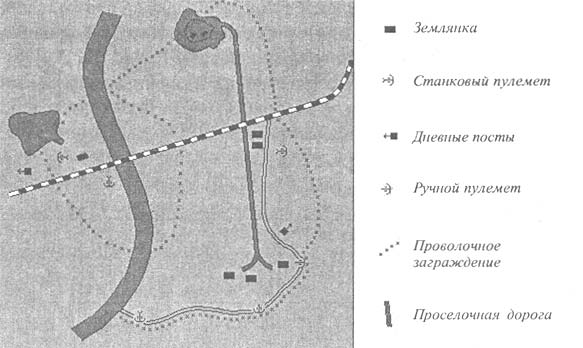 Землянка
Станковый пулемет
Дневные посты
Ручной пулемет
Проволочное
заграждение
Проселочная дорога